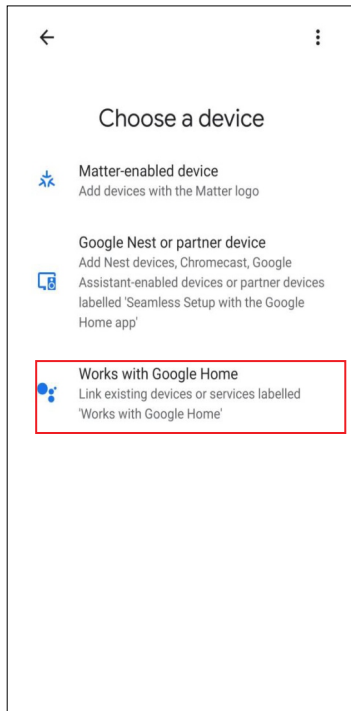 Choose a device
Matter-enabled device
Add devices with the Matter logo
Google Nest or partner device
Add Nest devices, Chromecast, Google
Assistant-enabled devices or partner devices
labelled 'Seamless Setup with the Google
Home app'
Works with Google Home
Link existing devices or services labelled
'Works with Google Home'